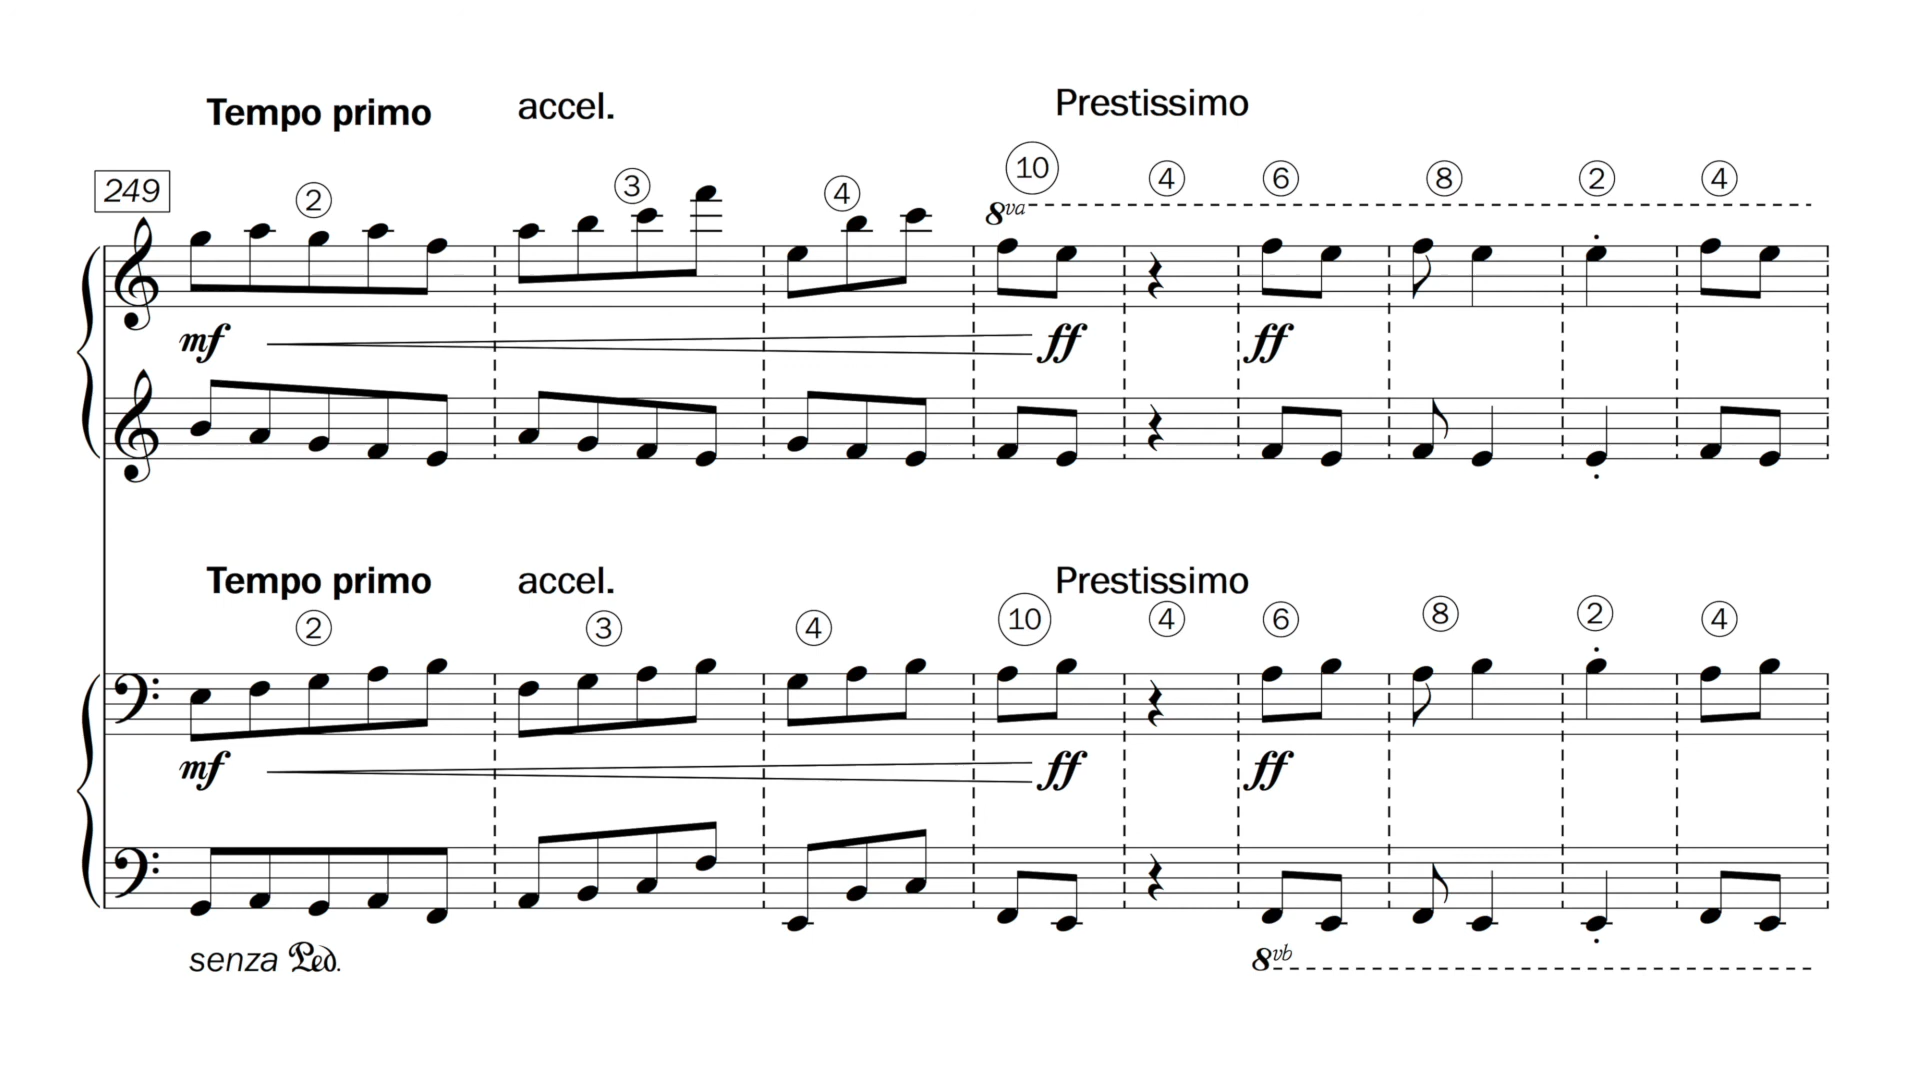 Tempo primo accel. Prestissimo
249 2 3 4 10 4 6 8 2 4
8va
mf ff ff
Tempo primo accel. Prestissimo
2 3 4 10 4 6 8 2 4
mf ff ff
senza Ped. 8vb